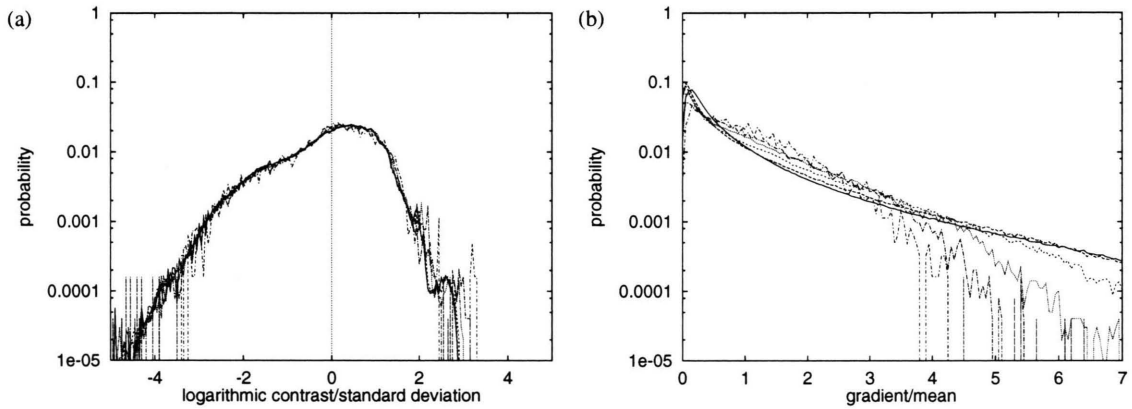 (a)
probability
1
0.1
0.01
0.001
0.0001
1e-05
-4 -2 0 2 4
logarithmic contrast/standard deviation
(b)
probability
1
0.1
0.01
0.001
0.0001
1e-05
0 1 2 3 4 5 6 7
gradient/mean